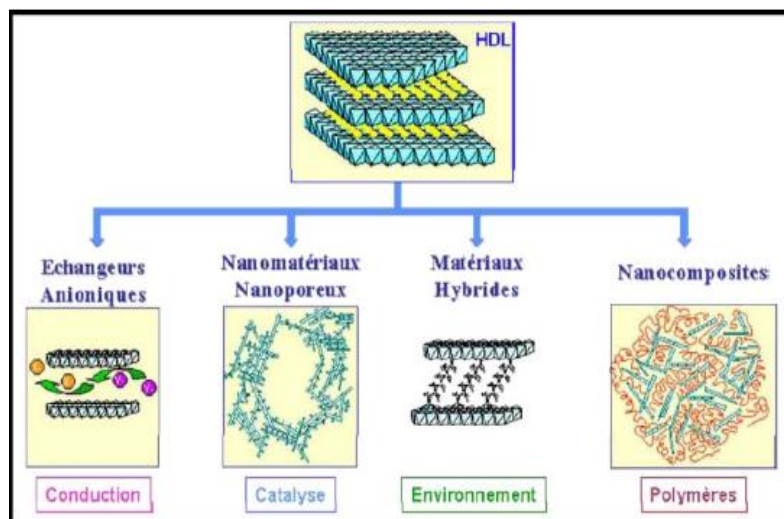 HDL
Echangeurs
Anioniques
Nanomatériaux
Nanoporeux
Matériaux
Hybrides
Nanocomposites
Conduction
Catalyse
Environnement
Polymères